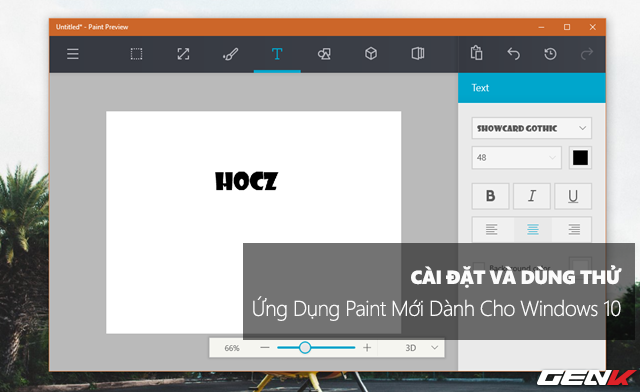 Untitled* - Paint Preview
Text
SHOWCARD GOTHIC
48
HOCZ
B I U
CÀI ĐẶT VÀ DÙNG THỬ
Ứng Dụng Paint Mới Dành Cho Windows 10
66%
3D
GENK